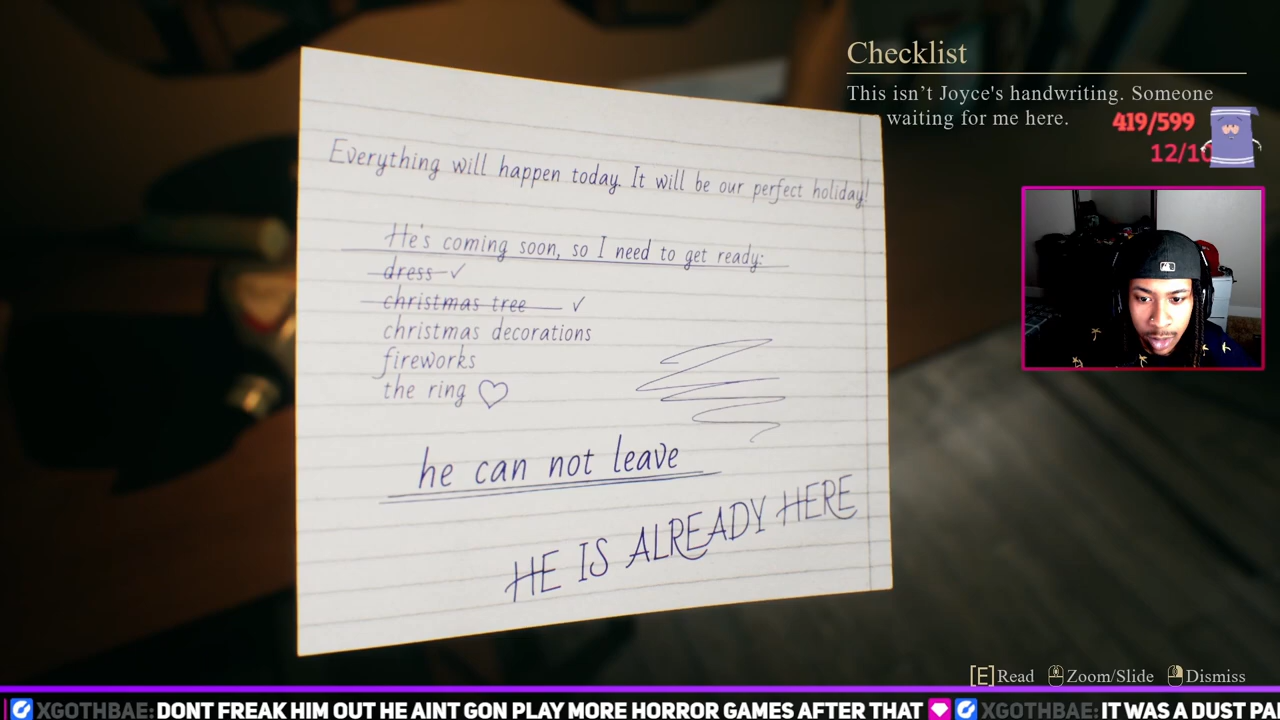 Checklist
This isn't Joyce's handwriting. Someone
waiting for me here.
419/599
Everything will happen today. It will be our perfect holiday!
He's coming soon, so I need to get ready:
dress ✓
christmas tree ✓
christmas decorations
fireworks
the ring ♡
he can not leave
HE IS ALREADY HERE
[E]Read Zoom/Slide Dismiss
XGOTHBAE: DONT FREAK HIM OUT HE AINT GON PLAY MORE HORROR GAMES AFTER THAT XGOTHBAE: IT WAS A DUST